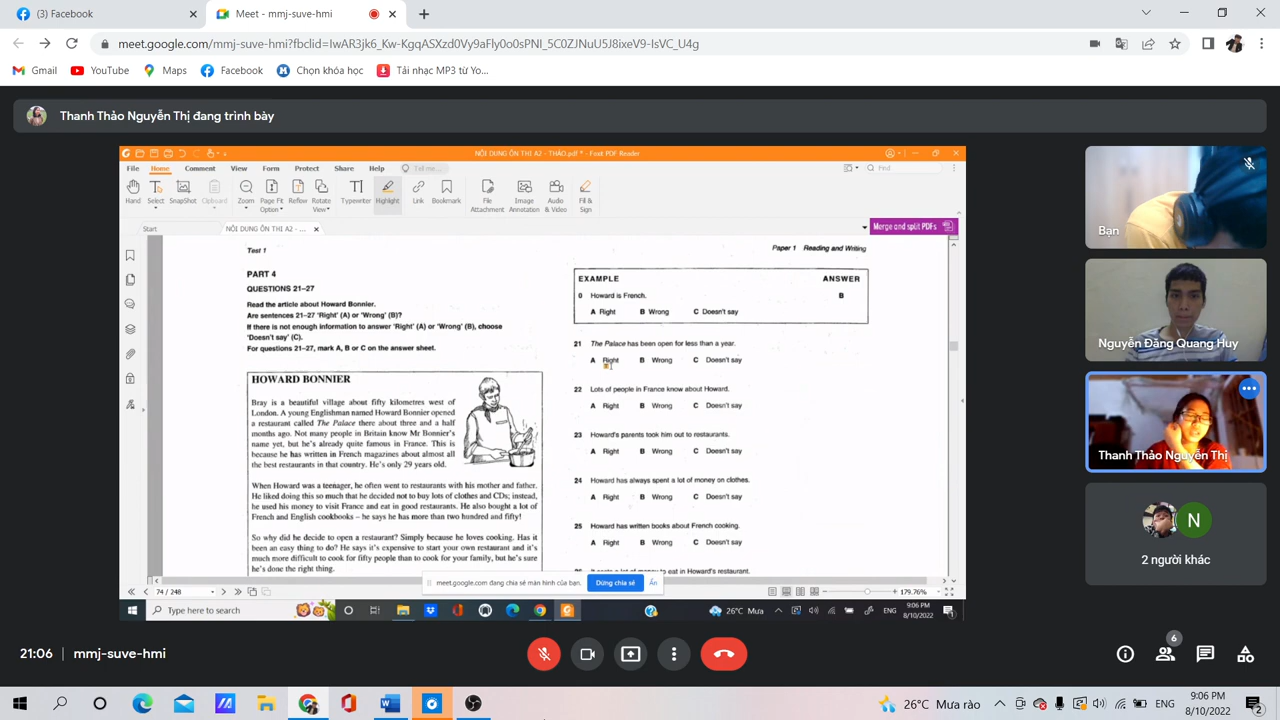 (3) Facebook
Meet - mmj-suve-hmi
meet.google.com/mmj-suve-hmi?fbclid=IwAR3jk6_Kw-KgqASXzd0Vy9aFly0o0sPNI_5C0ZJNuU5J8ixeV9-IsVC_U4g
Gmail YouTube Maps Facebook Chọn khóa học Tải nhạc MP3 từ Yo...
Thanh Thảo Nguyễn Thị đang trình bày
NỘI DUNG ÔN THI A2 - THẢO.pdf * - Foxit PDF Reader
File Home Comment View Form Protect Share Help Tell me... Find
Hand Select SnapShot Clipboard Zoom Page Fit Option Reflow Rotate View Typewriter Highlight Link Bookmark File Attachment Image Annotation Audio & Video Fill & Sign
Start NỘI DUNG ÔN THI A2 - ... Merge and split PDFs
Test 1
PART 4
QUESTIONS 21–27
Read the article about Howard Bonnier.
Are sentences 21–27 'Right' (A) or 'Wrong' (B)?
If there is not enough information to answer 'Right' (A) or 'Wrong' (B), choose
'Doesn't say' (C).
For questions 21–27, mark A, B or C on the answer sheet.
HOWARD BONNIER
Bray is a beautiful village about fifty kilometres west of
London. A young Englishman named Howard Bonnier opened
a restaurant called The Palace there about three and a half
months ago. Not many people in Britain know Mr Bonnier's
name yet, but he's already quite famous in France. This is
because he has written in French magazines about almost all
the best restaurants in that country. He's only 29 years old.
When Howard was a teenager, he often went to restaurants with his mother and father.
He liked doing this so much that he decided not to buy lots of clothes and CDs; instead,
he used his money to visit France and eat in good restaurants. He also bought a lot of
French and English cookbooks – he says he has more than two hundred and fifty!
So why did he decide to open a restaurant? Simply because he loves cooking. Has it
been an easy thing to do? He says it's expensive to start your own restaurant and it's
much more difficult to cook for fifty people than to cook for your family, but he's sure
he's done the right thing.
Paper 1 Reading and Writing
EXAMPLE ANSWER
0 Howard is French. B
A Right B Wrong C Doesn't say
21 The Palace has been open for less than a year.
A Right B Wrong C Doesn't say
22 Lots of people in France know about Howard.
A Right B Wrong C Doesn't say
23 Howard's parents took him out to restaurants.
A Right B Wrong C Doesn't say
24 Howard has always spent a lot of money on clothes.
A Right B Wrong C Doesn't say
25 Howard has written books about French cooking.
A Right B Wrong C Doesn't say
to eat in Howard's restaurant.
meet.google.com đang chia sẻ màn hình của bạn. Dừng chia sẻ Ẩn
74 / 248 179.76%
Type here to search 26°C Mưa ENG 9:06 PM
8/10/2022
Bạn
Nguyễn Đặng Quang Huy
Thanh Thảo Nguyễn Thị
N
2 người khác
21:06 mmj-suve-hmi
6
26°C Mưa rào ENG 9:06 PM
8/10/2022
2